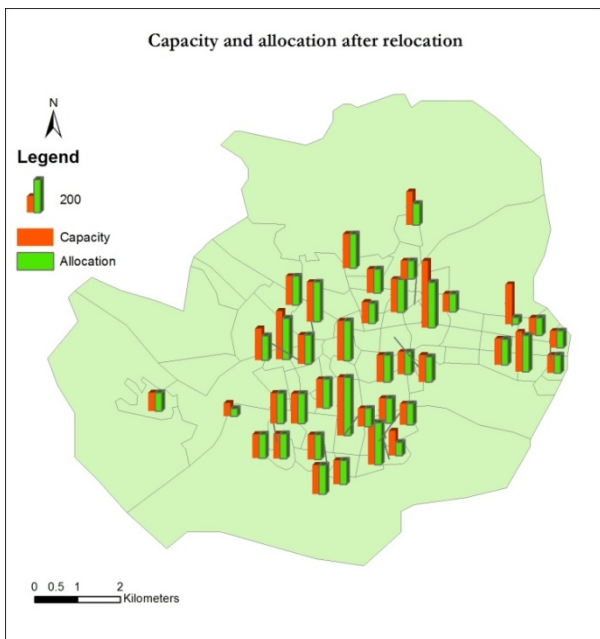 Capacity and allocation after relocation
N
Legend
200
Capacity
Allocation
0 0.5 1 2
Kilometers